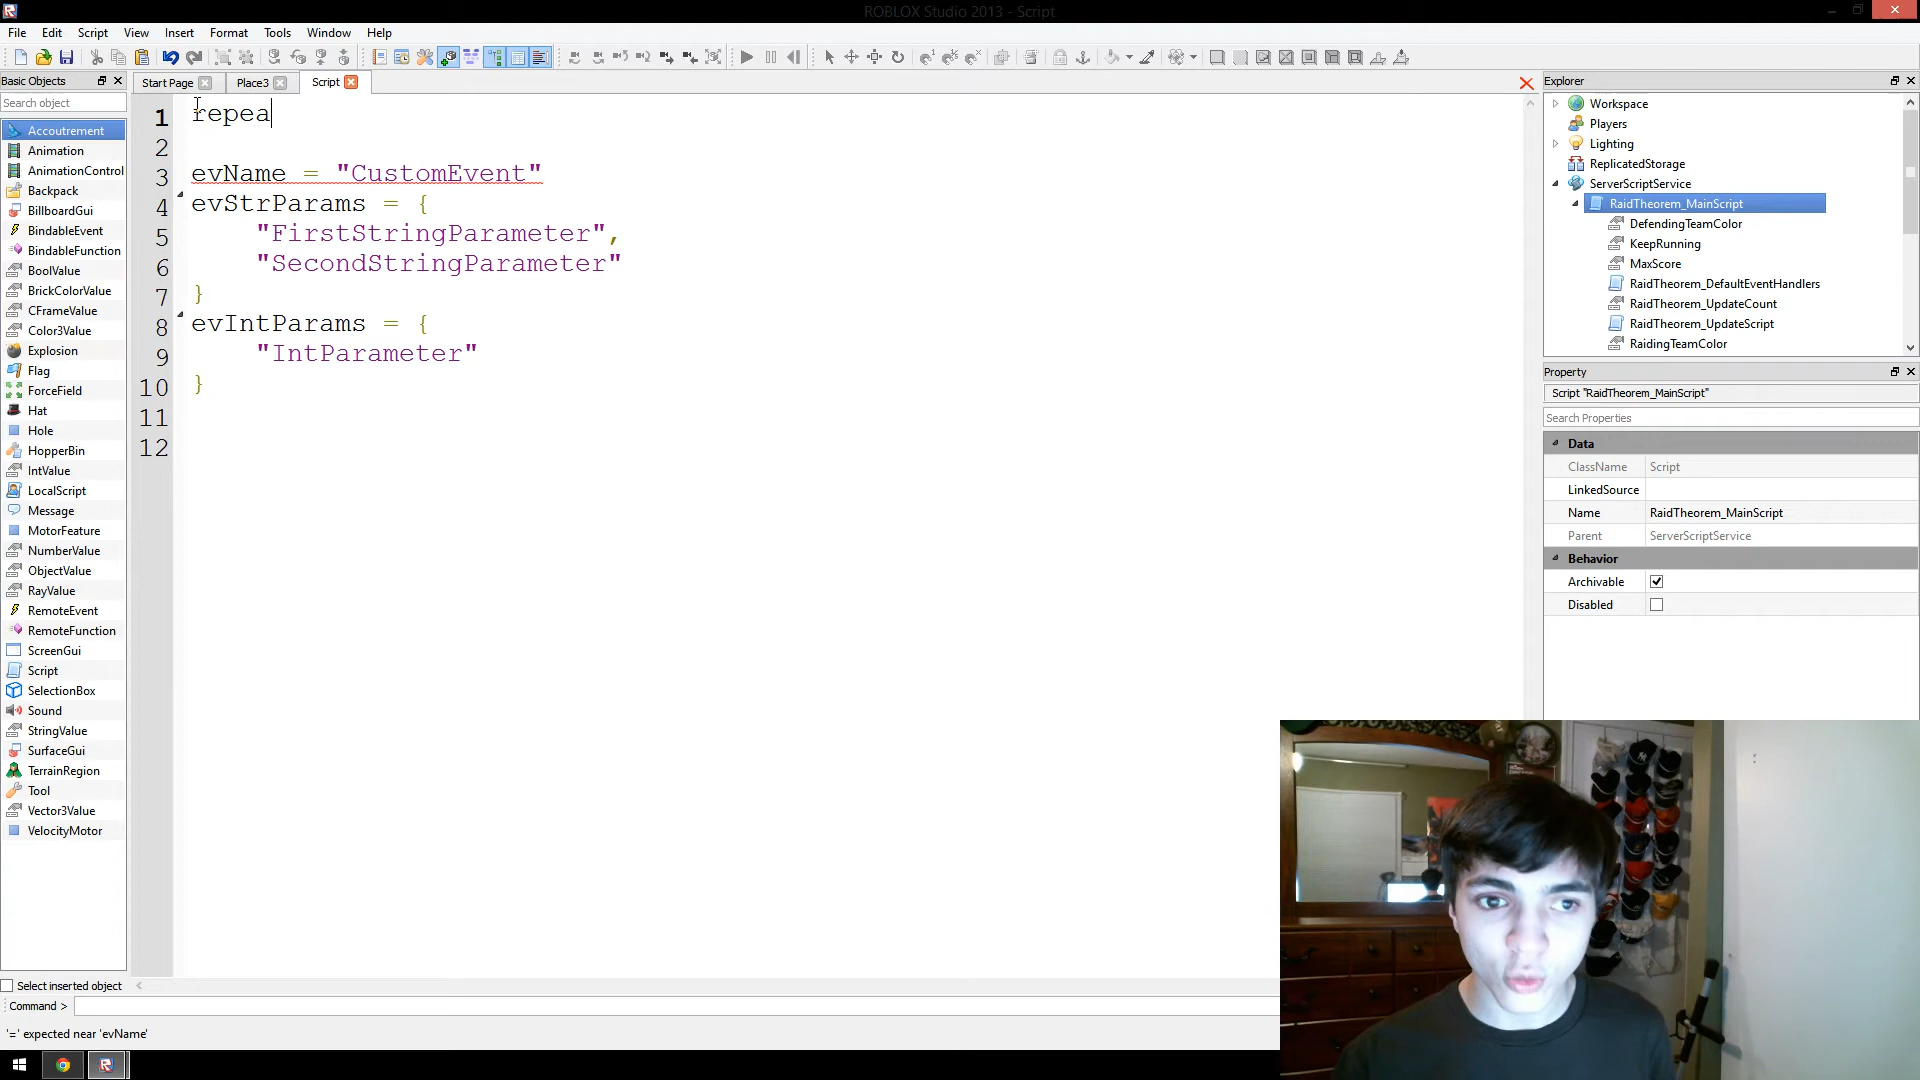 ROBLOX Studio 2013 - Script
File Edit Script View Insert Format Tools Window Help
Basic Objects
Start Page Place3 Script
Search object
Accoutrement
Animation
AnimationControl
Backpack
BillboardGui
BindableEvent
BindableFunction
BoolValue
BrickColorValue
CFrameValue
Color3Value
Explosion
Flag
ForceField
Hat
Hole
HopperBin
IntValue
LocalScript
Message
MotorFeature
NumberValue
ObjectValue
RayValue
RemoteEvent
RemoteFunction
ScreenGui
Script
SelectionBox
Sound
StringValue
SurfaceGui
TerrainRegion
Tool
Vector3Value
VelocityMotor
Select inserted object
1 repea
2
3 evName = "CustomEvent"
4 evStrParams = {
5 "FirstStringParameter",
6 "SecondStringParameter"
7 }
8 evIntParams = {
9 "IntParameter"
10 }
11
12
Command >
'=' expected near 'evName'
Explorer
Workspace
Players
Lighting
ReplicatedStorage
ServerScriptService
RaidTheorem_MainScript
DefendingTeamColor
KeepRunning
MaxScore
RaidTheorem_DefaultEventHandlers
RaidTheorem_UpdateCount
RaidTheorem_UpdateScript
RaidingTeamColor
Property
Script "RaidTheorem_MainScript"
Search Properties
Data
ClassName Script
LinkedSource
Name RaidTheorem_MainScript
Parent ServerScriptService
Behavior
Archivable
Disabled